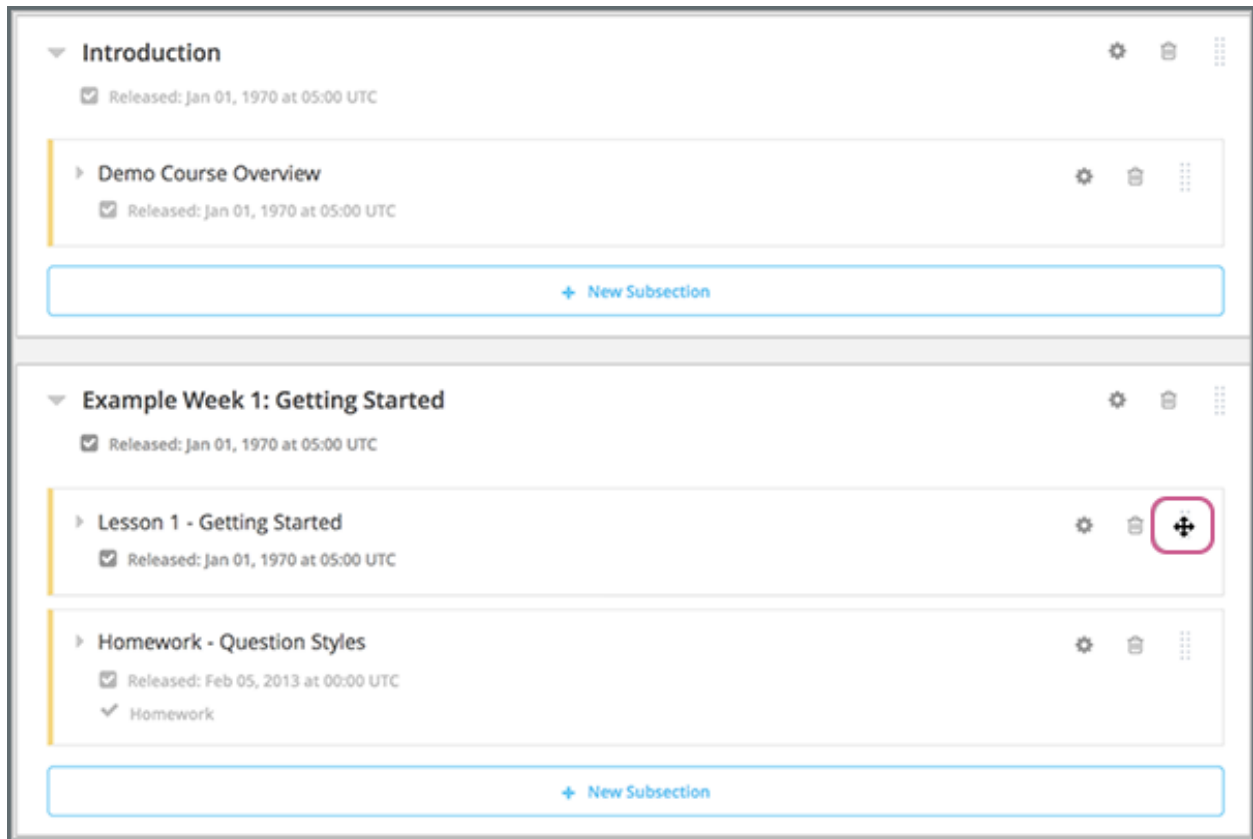 Introduction
Released: Jan 01, 1970 at 05:00 UTC
Demo Course Overview
Released: Jan 01, 1970 at 05:00 UTC
+ New Subsection
Example Week 1: Getting Started
Released: Jan 01, 1970 at 05:00 UTC
Lesson 1 - Getting Started
Released: Jan 01, 1970 at 05:00 UTC
Homework - Question Styles
Released: Feb 05, 2013 at 00:00 UTC
Homework
+ New Subsection